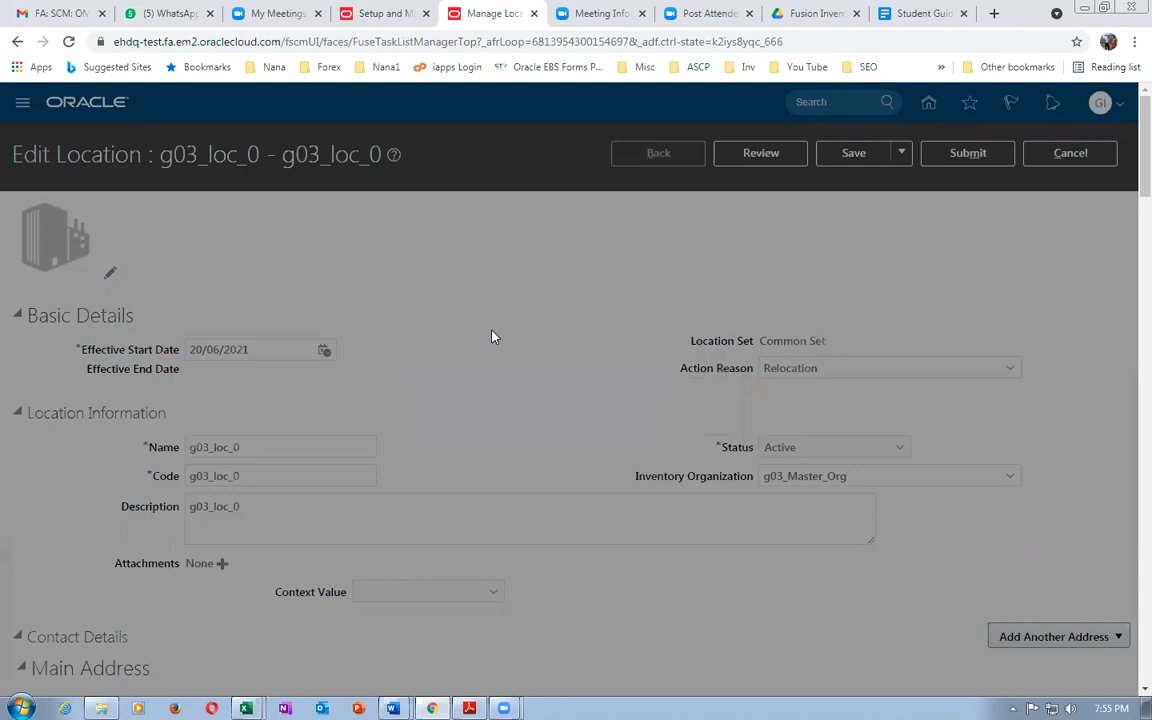 FA: SCM: OM
(5) WhatsApp
My Meetings
Setup and M
Manage Loca
Meeting Info
Post Attende
Fusion Inven
Student Guid
ehdq-test.fa.em2.oraclecloud.com/fscmUI/faces/FuseTaskListManagerTop?_afrLoop=6813954300154697&_adf.ctrl-state=k2iys8yqc_666
Apps
Suggested Sites
Bookmarks
Nana
Forex
Nana1
iapps Login
Oracle EBS Forms P...
Misc
ASCP
Inv
You Tube
SEO
»
Other bookmarks
Reading list
ORACLE
Search
GI
Edit Location : g03_loc_0 - g03_loc_0
Back
Review
Save
Submit
Cancel
Basic Details
*Effective Start Date 20/06/2021
Effective End Date
Location Set Common Set
Action Reason Relocation
Location Information
*Name g03_loc_0
*Status Active
*Code g03_loc_0
Inventory Organization g03_Master_Org
Description g03_loc_0
Attachments None
Context Value
Contact Details
Add Another Address
Main Address
7:55 PM